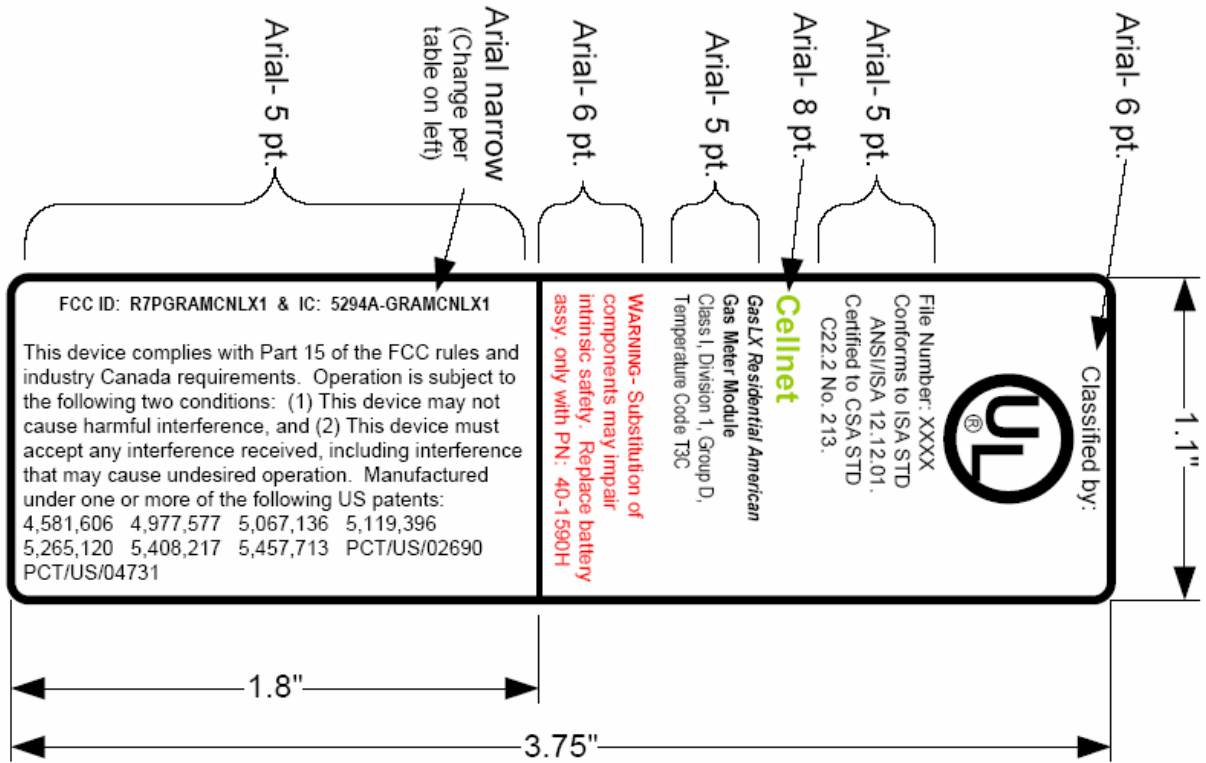 Arial- 5 pt.
Arial narrow
(Change per
table on left)
Arial- 6 pt.
Arial- 5 pt.
Arial- 8 pt.
Arial- 5 pt.
Arial- 6 pt.
FCC ID: R7PGRAMCNLX1 & IC: 5294A-GRAMCNLX1
This device complies with Part 15 of the FCC rules and
industry Canada requirements. Operation is subject to
the following two conditions: (1) This device may not
cause harmful interference, and (2) This device must
accept any interference received, including interference
that may cause undesired operation. Manufactured
under one or more of the following US patents:
4,581,606 4,977,577 5,067,136 5,119,396
5,265,120 5,408,217 5,457,713 PCT/US/02690
PCT/US/04731
Classified by:
UL
®
File Number: XXXX
Conforms to ISA STD
ANSI/ISA 12.12.01.
Certified to CSA STD
C22.2 No. 213.
Cellnet
Gas LX Residential American
Gas Meter Module
Class I, Division 1, Group D,
Temperature Code T3C
WARNING- Substitution of
components may impair
intrinsic safety. Replace battery
assy. only with PN: 40-1590H
1.1"
1.8"
3.75"